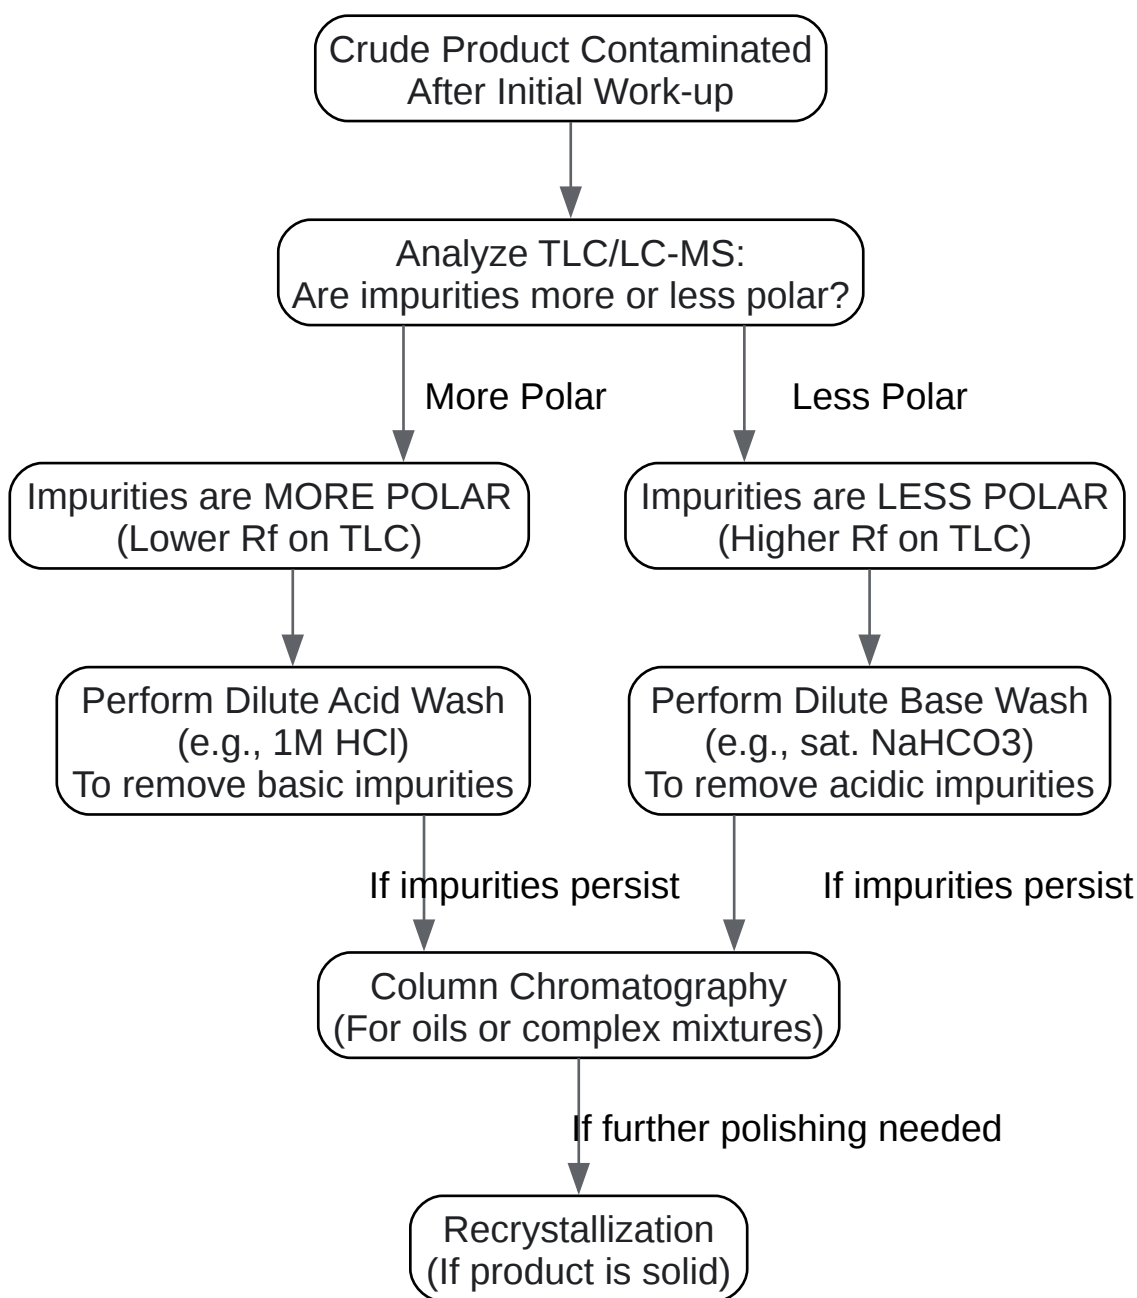 Crude Product Contaminated
After Initial Work-up
Analyze TLC/LC-MS:
Are impurities more or less polar?
More Polar
Less Polar
Impurities are MORE POLAR
(Lower Rf on TLC)
Impurities are LESS POLAR
(Higher Rf on TLC)
Perform Dilute Acid Wash
(e.g., 1M HCl)
To remove basic impurities
Perform Dilute Base Wash
(e.g., sat. NaHCO3)
To remove acidic impurities
If impurities persist
If impurities persist
Column Chromatography
(For oils or complex mixtures)
If further polishing needed
Recrystallization
(If product is solid)